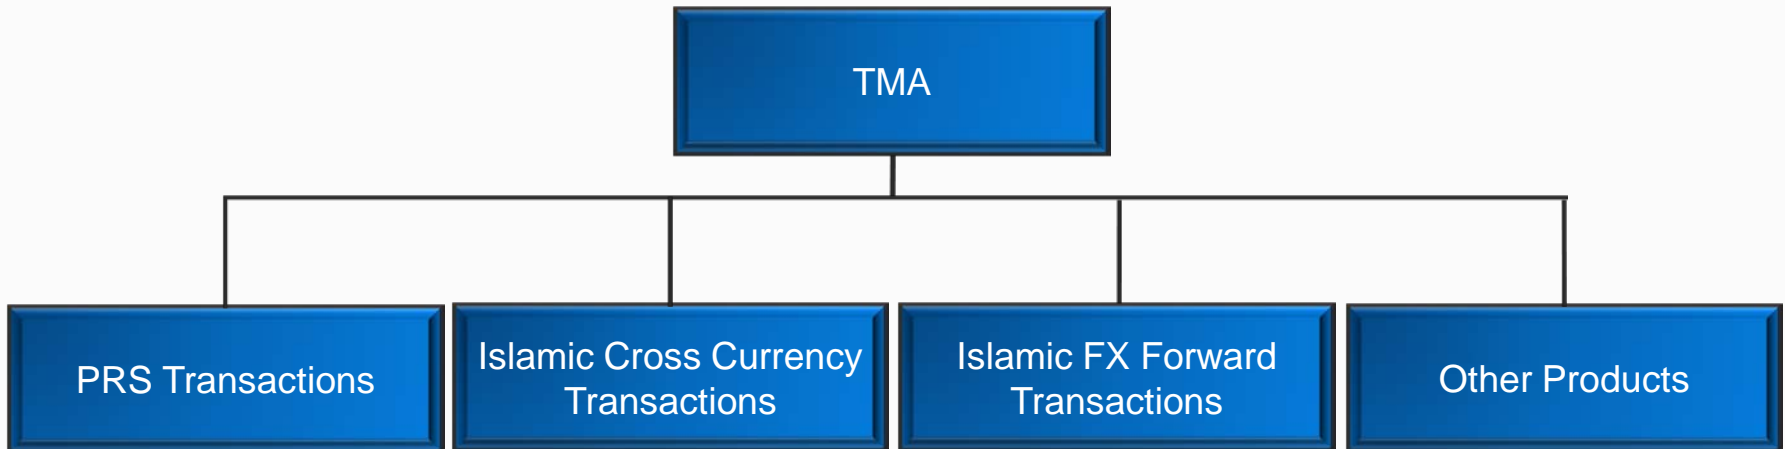 TMA
PRS Transactions
Islamic Cross Currency
Transactions
Islamic FX Forward
Transactions
Other Products